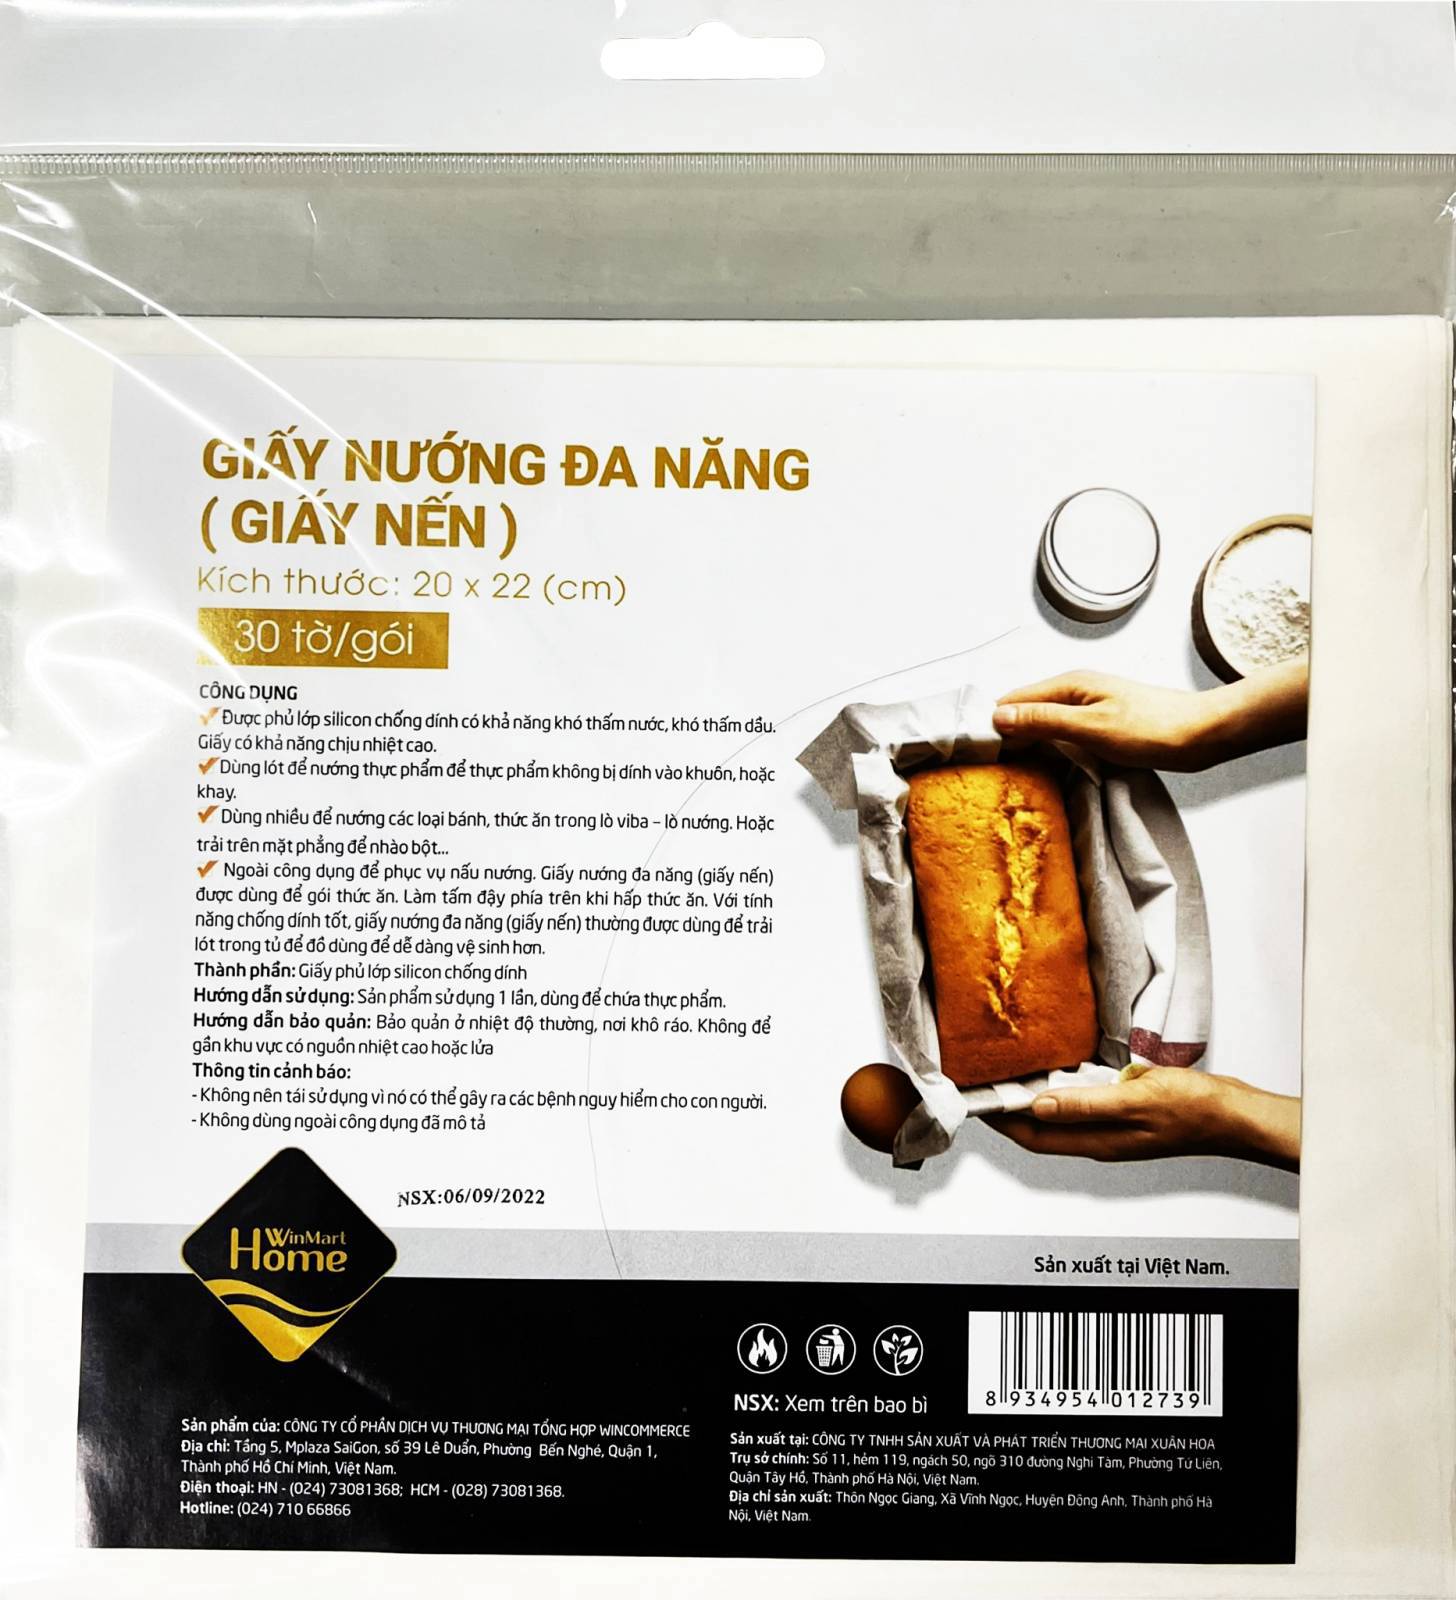 GIẤY NƯỚNG ĐA NĂNG
( GIẤY NẾN )
Kích thước: 20 x 22 (cm)
30 tờ/gói
CÔNG DỤNG
Được phủ lớp silicon chống dính có khả năng khó thấm nước, khó thấm dầu.
Giấy có khả năng chịu nhiệt cao.
Dùng lót để nướng thực phẩm để thực phẩm không bị dính vào khuôn, hoặc
khay.
Dùng nhiều để nướng các loại bánh, thức ăn trong lò viba – lò nướng. Hoặc
trải trên mặt phẳng để nhào bột...
Ngoài công dụng để phục vụ nấu nướng. Giấy nướng đa năng (giấy nến)
được dùng để gói thức ăn. Làm tấm đậy phía trên khi hấp thức ăn. Với tính
năng chống dính tốt, giấy nướng đa năng (giấy nến) thường được dùng để trải
lót trong tủ để đồ dùng để dễ dàng vệ sinh hơn.
Thành phần: Giấy phủ lớp silicon chống dính
Hướng dẫn sử dụng: Sản phẩm sử dụng 1 lần, dùng để chứa thực phẩm.
Hướng dẫn bảo quản: Bảo quản ở nhiệt độ thường, nơi khô ráo. Không để
gần khu vực có nguồn nhiệt cao hoặc lửa
Thông tin cảnh báo:
- Không nên tái sử dụng vì nó có thể gây ra các bệnh nguy hiểm cho con người.
- Không dùng ngoài công dụng đã mô tả
NSX:06/09/2022
WinMart
Home
Sản xuất tại Việt Nam.
NSX: Xem trên bao bì
8 934954 012739
Sản phẩm của: CÔNG TY CỔ PHẦN DỊCH VỤ THƯƠNG MẠI TỔNG HỢP WINCOMMERCE
Địa chỉ: Tầng 5, Mplaza SaiGon, số 39 Lê Duẩn, Phường Bến Nghé, Quận 1,
Thành phố Hồ Chí Minh, Việt Nam.
Điện thoại: HN - (024) 73081368; HCM - (028) 73081368.
Hotline: (024) 710 66866
Sản xuất tại: CÔNG TY TNHH SẢN XUẤT VÀ PHÁT TRIỂN THƯƠNG MẠI XUÂN HOA
Trụ sở chính: Số 11, hẻm 119, ngách 50, ngõ 310 đường Nghi Tàm, Phường Tứ Liên,
Quận Tây Hồ, Thành phố Hà Nội, Việt Nam.
Địa chỉ sản xuất: Thôn Ngọc Giang, Xã Vĩnh Ngọc, Huyện Đông Anh, Thành phố Hà
Nội, Việt Nam.